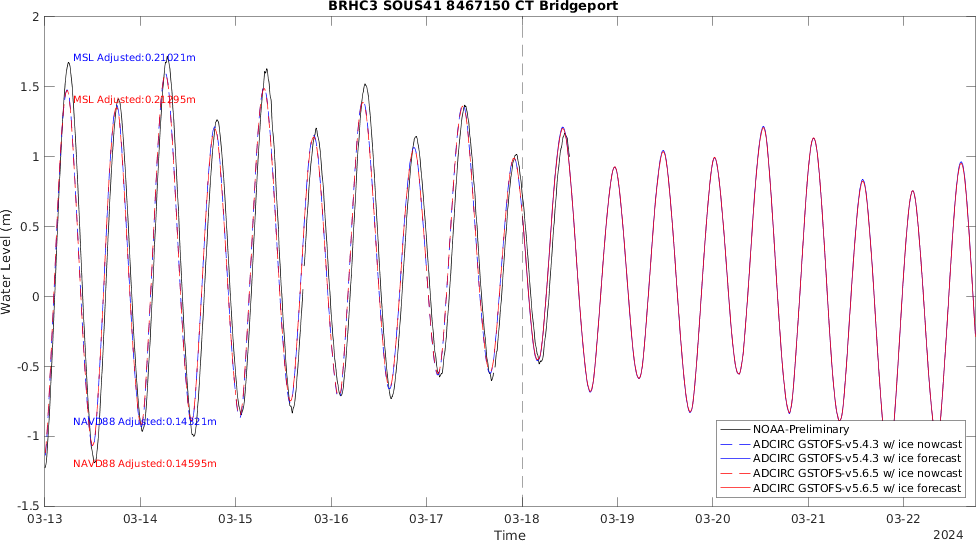 BRHC3 SOUS41 8467150 CT Bridgeport
2
MSL Adjusted:0.21021m
1.5
MSL Adjusted:0.21295m
1
0.5
Water Level (m)
0
-0.5
NAVD88 Adjusted:0.14321m
-1
NAVD88 Adjusted:0.14595m
-1.5
NOAA-Preliminary
ADCIRC GSTOFS-v5.4.3 w/ ice nowcast
ADCIRC GSTOFS-v5.4.3 w/ ice forecast
ADCIRC GSTOFS-v5.6.5 w/ ice nowcast
ADCIRC GSTOFS-v5.6.5 w/ ice forecast
03-13 03-14 03-15 03-16 03-17 03-18 03-19 03-20 03-21 03-22
Time
2024